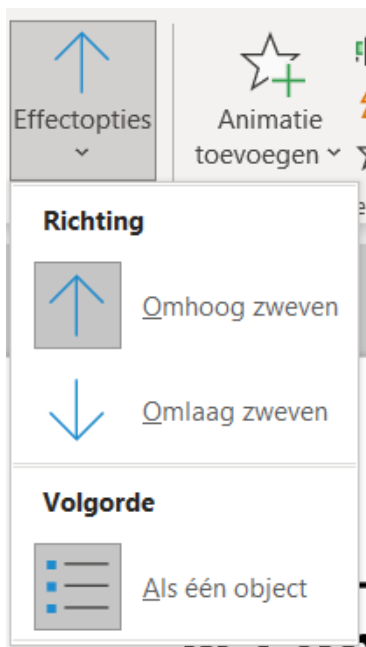 Effectopties
Animatie
toevoegen
Richting
Omhoog zweven
Omlaag zweven
Volgorde
Als één object